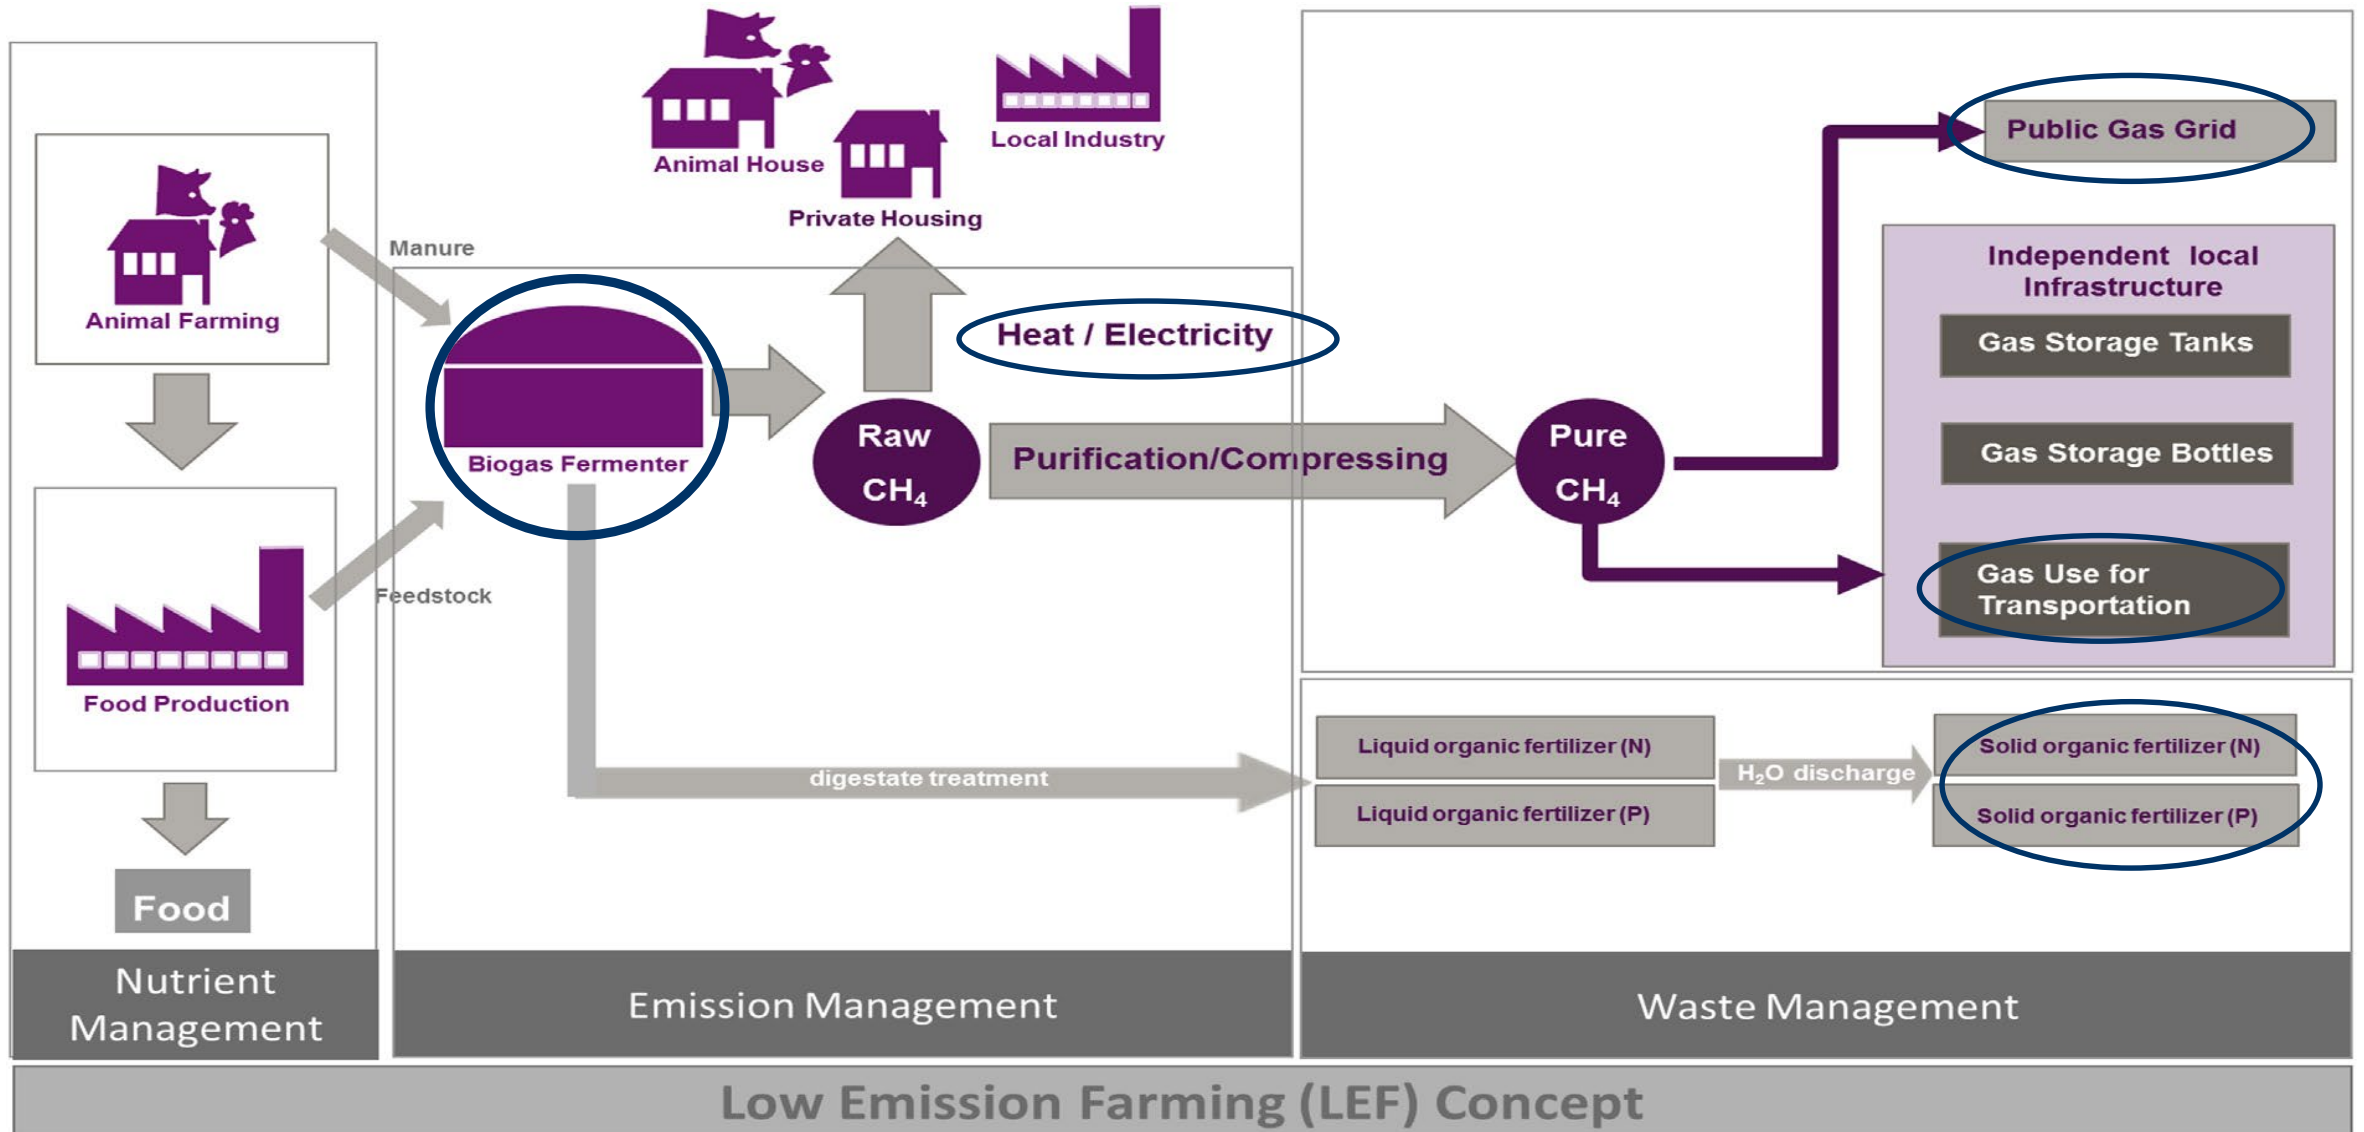 Animal House
Local Industry
Private Housing
Animal Farming
Manure
Food Production
Feedstock
Food
Biogas Fermenter
Heat / Electricity
Raw
CH₄
Purification/Compressing
Pure
CH₄
Public Gas Grid
Independent local
Infrastructure
Gas Storage Tanks
Gas Storage Bottles
Gas Use for
Transportation
digestate treatment
Liquid organic fertilizer (N)
Liquid organic fertilizer (P)
H₂O discharge
Solid organic fertilizer (N)
Solid organic fertilizer (P)
Nutrient
Management
Emission Management
Waste Management
Low Emission Farming (LEF) Concept